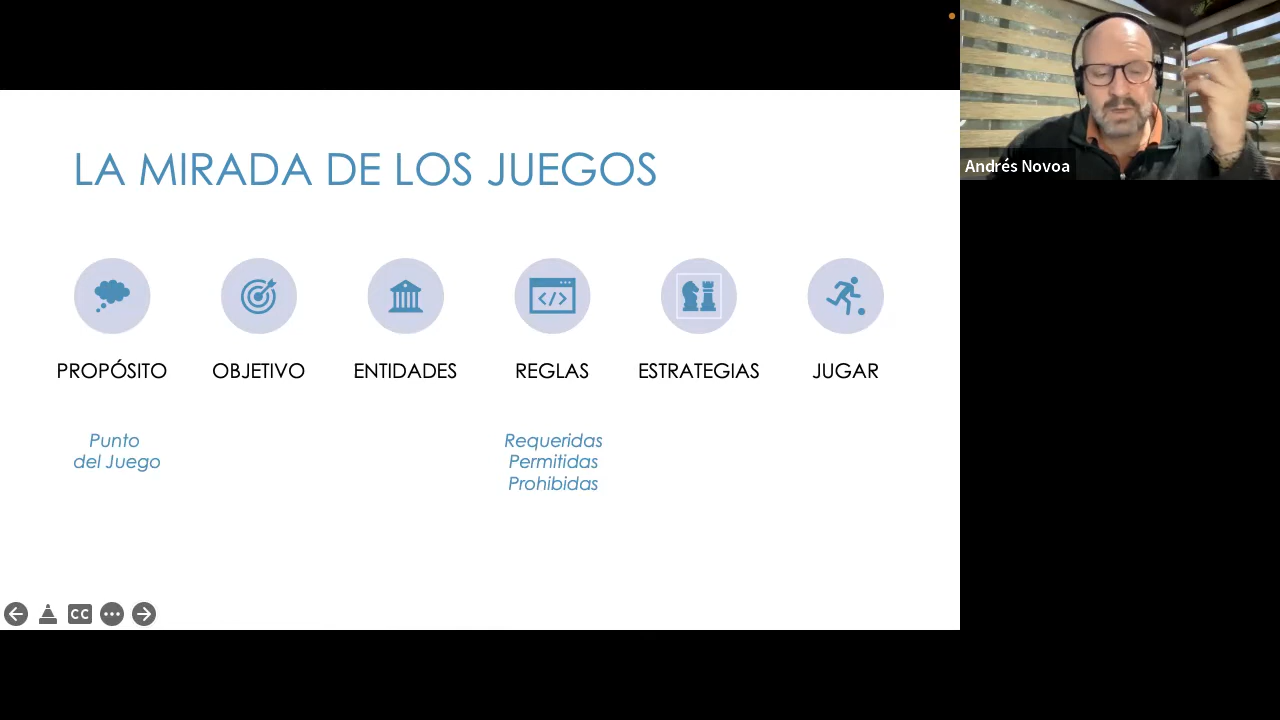 Andrés Novoa
LA MIRADA DE LOS JUEGOS
PROPÓSITO
OBJETIVO
ENTIDADES
REGLAS
ESTRATEGIAS
JUGAR
Punto
del Juego
Requeridas
Permitidas
Prohibidas
CC